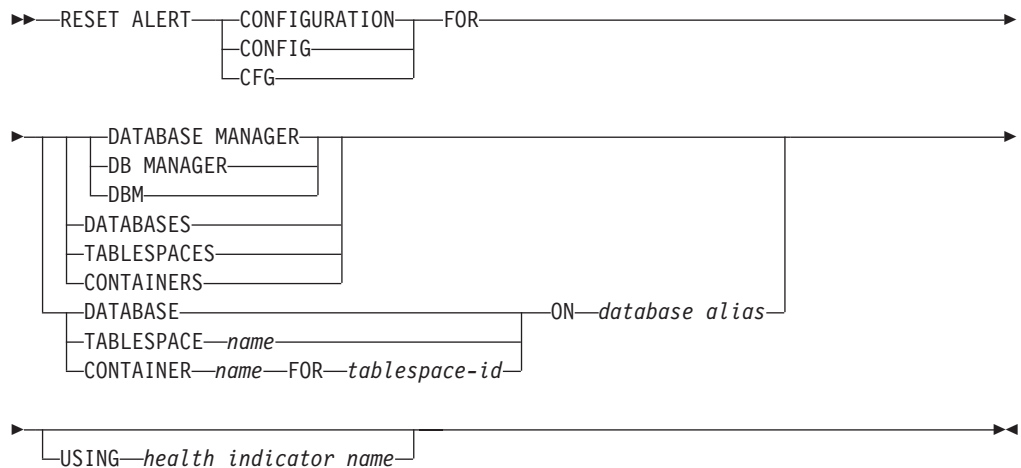 RESET ALERT CONFIGURATION FOR
CONFIG
CFG
DATABASE MANAGER
DB MANAGER
DBM
DATABASES
TABLESPACES
CONTAINERS
DATABASE ON database alias
TABLESPACE name
CONTAINER name FOR tablespace-id
USING health indicator name